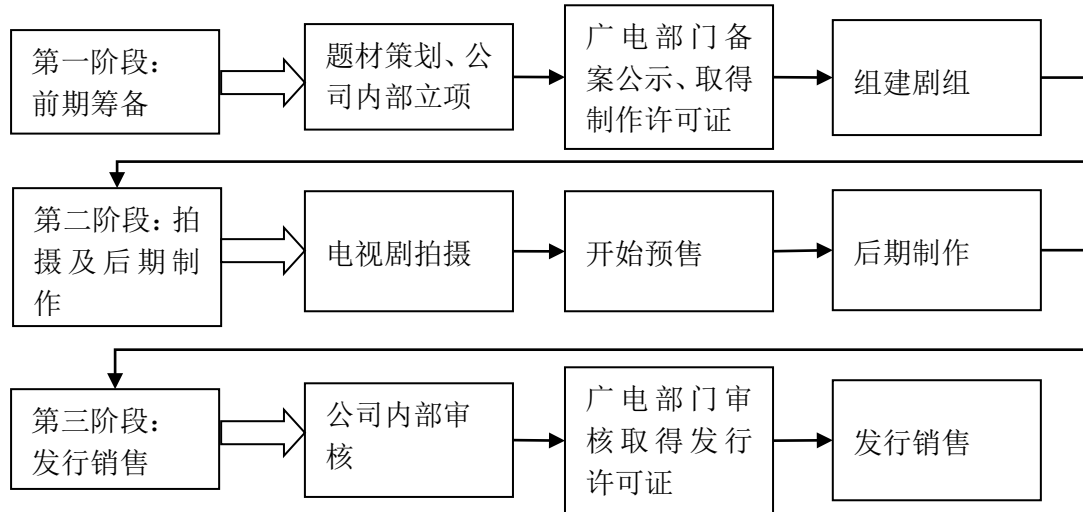 第一阶段：
前期筹备
题材策划、公
司内部立项
广电部门备
案公示、取得
制作许可证
组建剧组
第二阶段：拍
摄及后期制
作
电视剧拍摄
开始预售
后期制作
第三阶段：
发行销售
公司内部审
核
广电部门审
核取得发行
许可证
发行销售